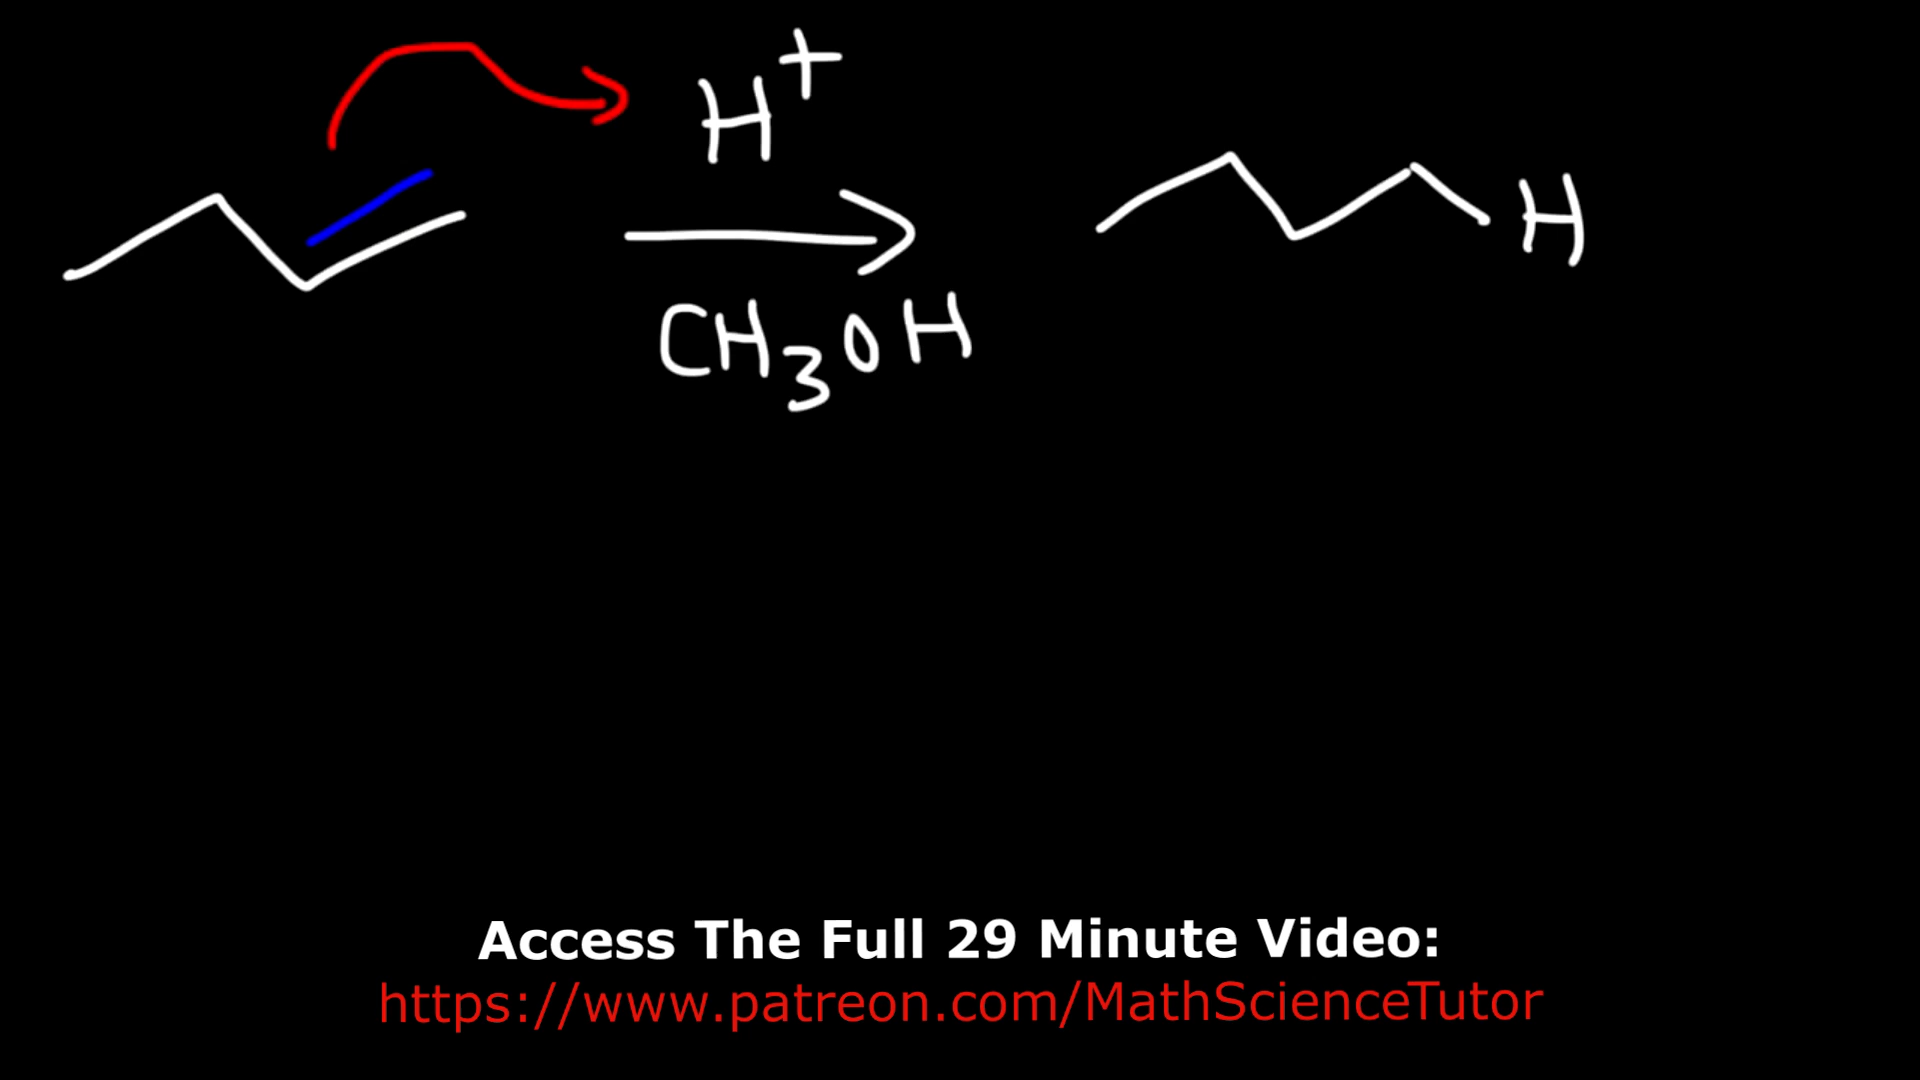 H⁺
H
CH₃OH
Access The Full 29 Minute Video:
https://www.patreon.com/MathScienceTutor